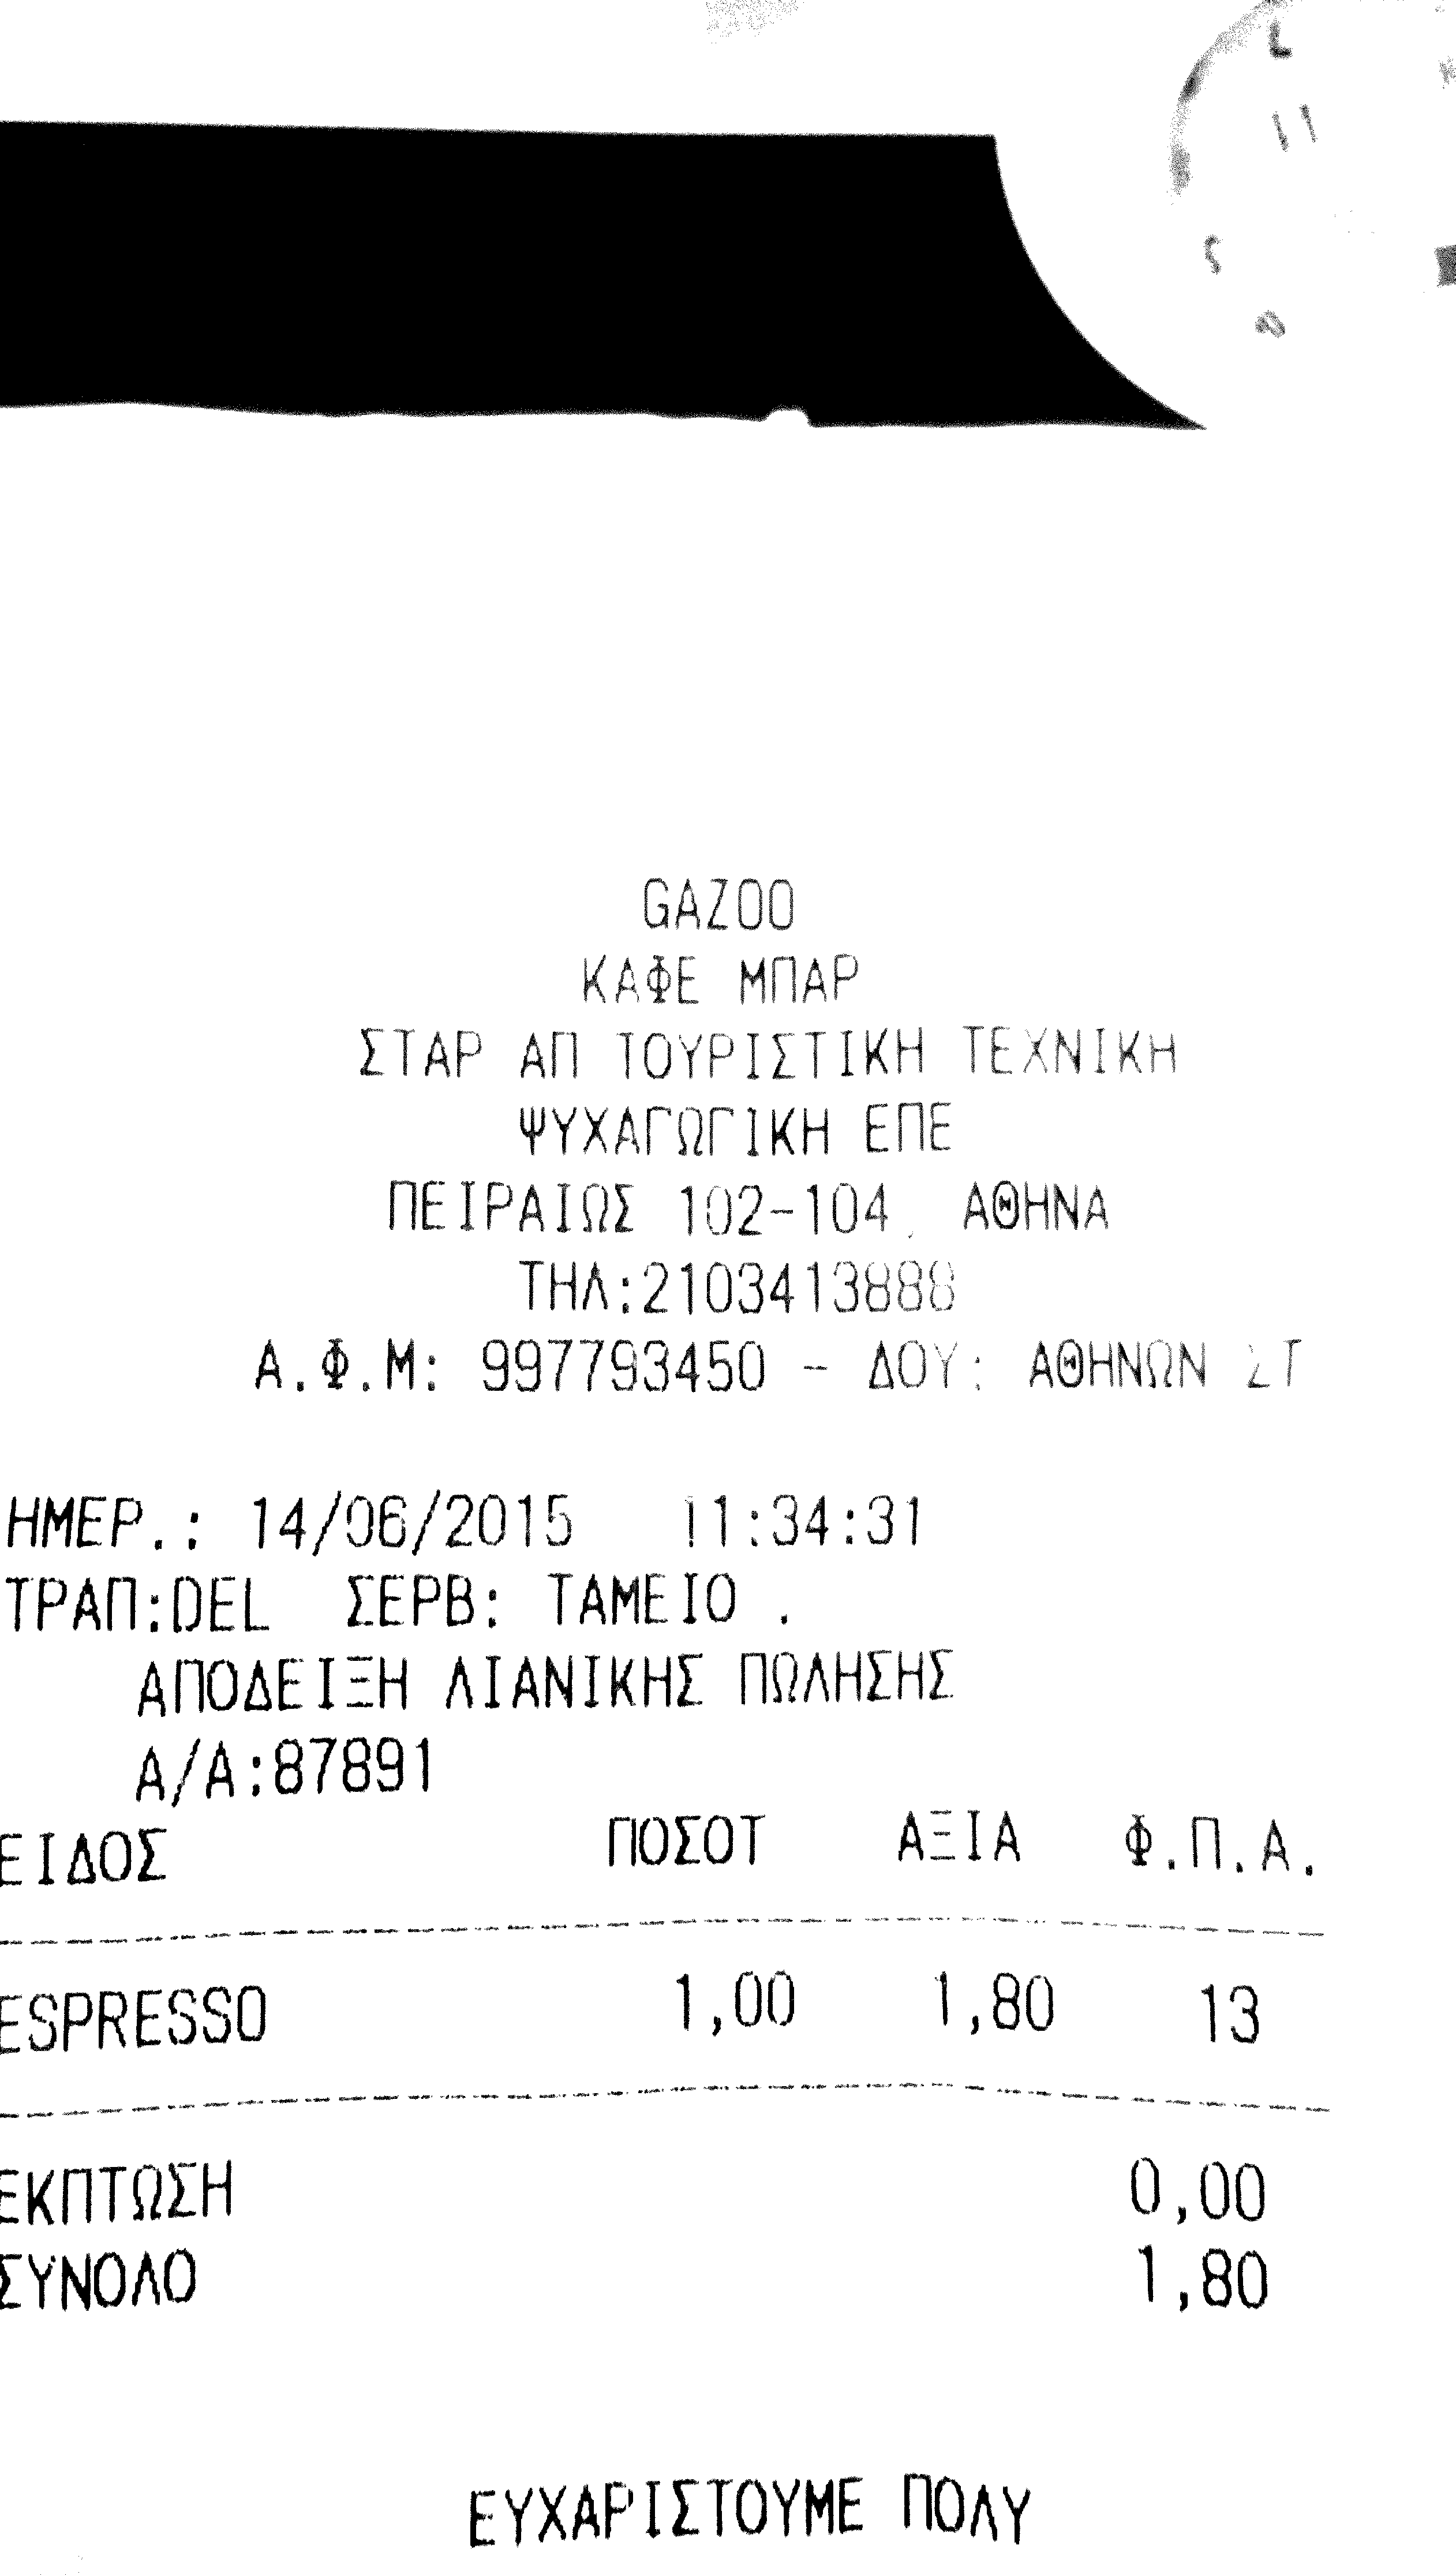 GAZOO
ΚΑΦΕ ΜΠΑΡ
ΣΤΑΡ ΑΠ ΤΟΥΡΙΣΤΙΚΗ ΤΕΧΝΙΚΗ
ΨΥΧΑΓΩΓΙΚΗ ΕΠΕ
ΠΕΙΡΑΙΩΣ 102-104, ΑΘΗΝΑ
ΤΗΛ:2103413888
Α.Φ.Μ: 997793450 - ΔΟΥ: ΑΘΗΝΩΝ ΣΤ
ΗΜΕΡ.: 14/06/2015 11:34:31
ΤΡΑΠ:DEL ΣΕΡΒ: ΤΑΜΕΙΟ .
ΑΠΟΔΕΙΞΗ ΛΙΑΝΙΚΗΣ ΠΩΛΗΣΗΣ
Α/Α:87891
ΕΙΔΟΣ ΠΟΣΟΤ ΑΞΙΑ Φ.Π.Α.
ESPRESSO 1,00 1,80 13
ΕΚΠΤΩΣΗ 0,00
ΣΥΝΟΛΟ 1,80
ΕΥΧΑΡΙΣΤΟΥΜΕ ΠΟΛΥ